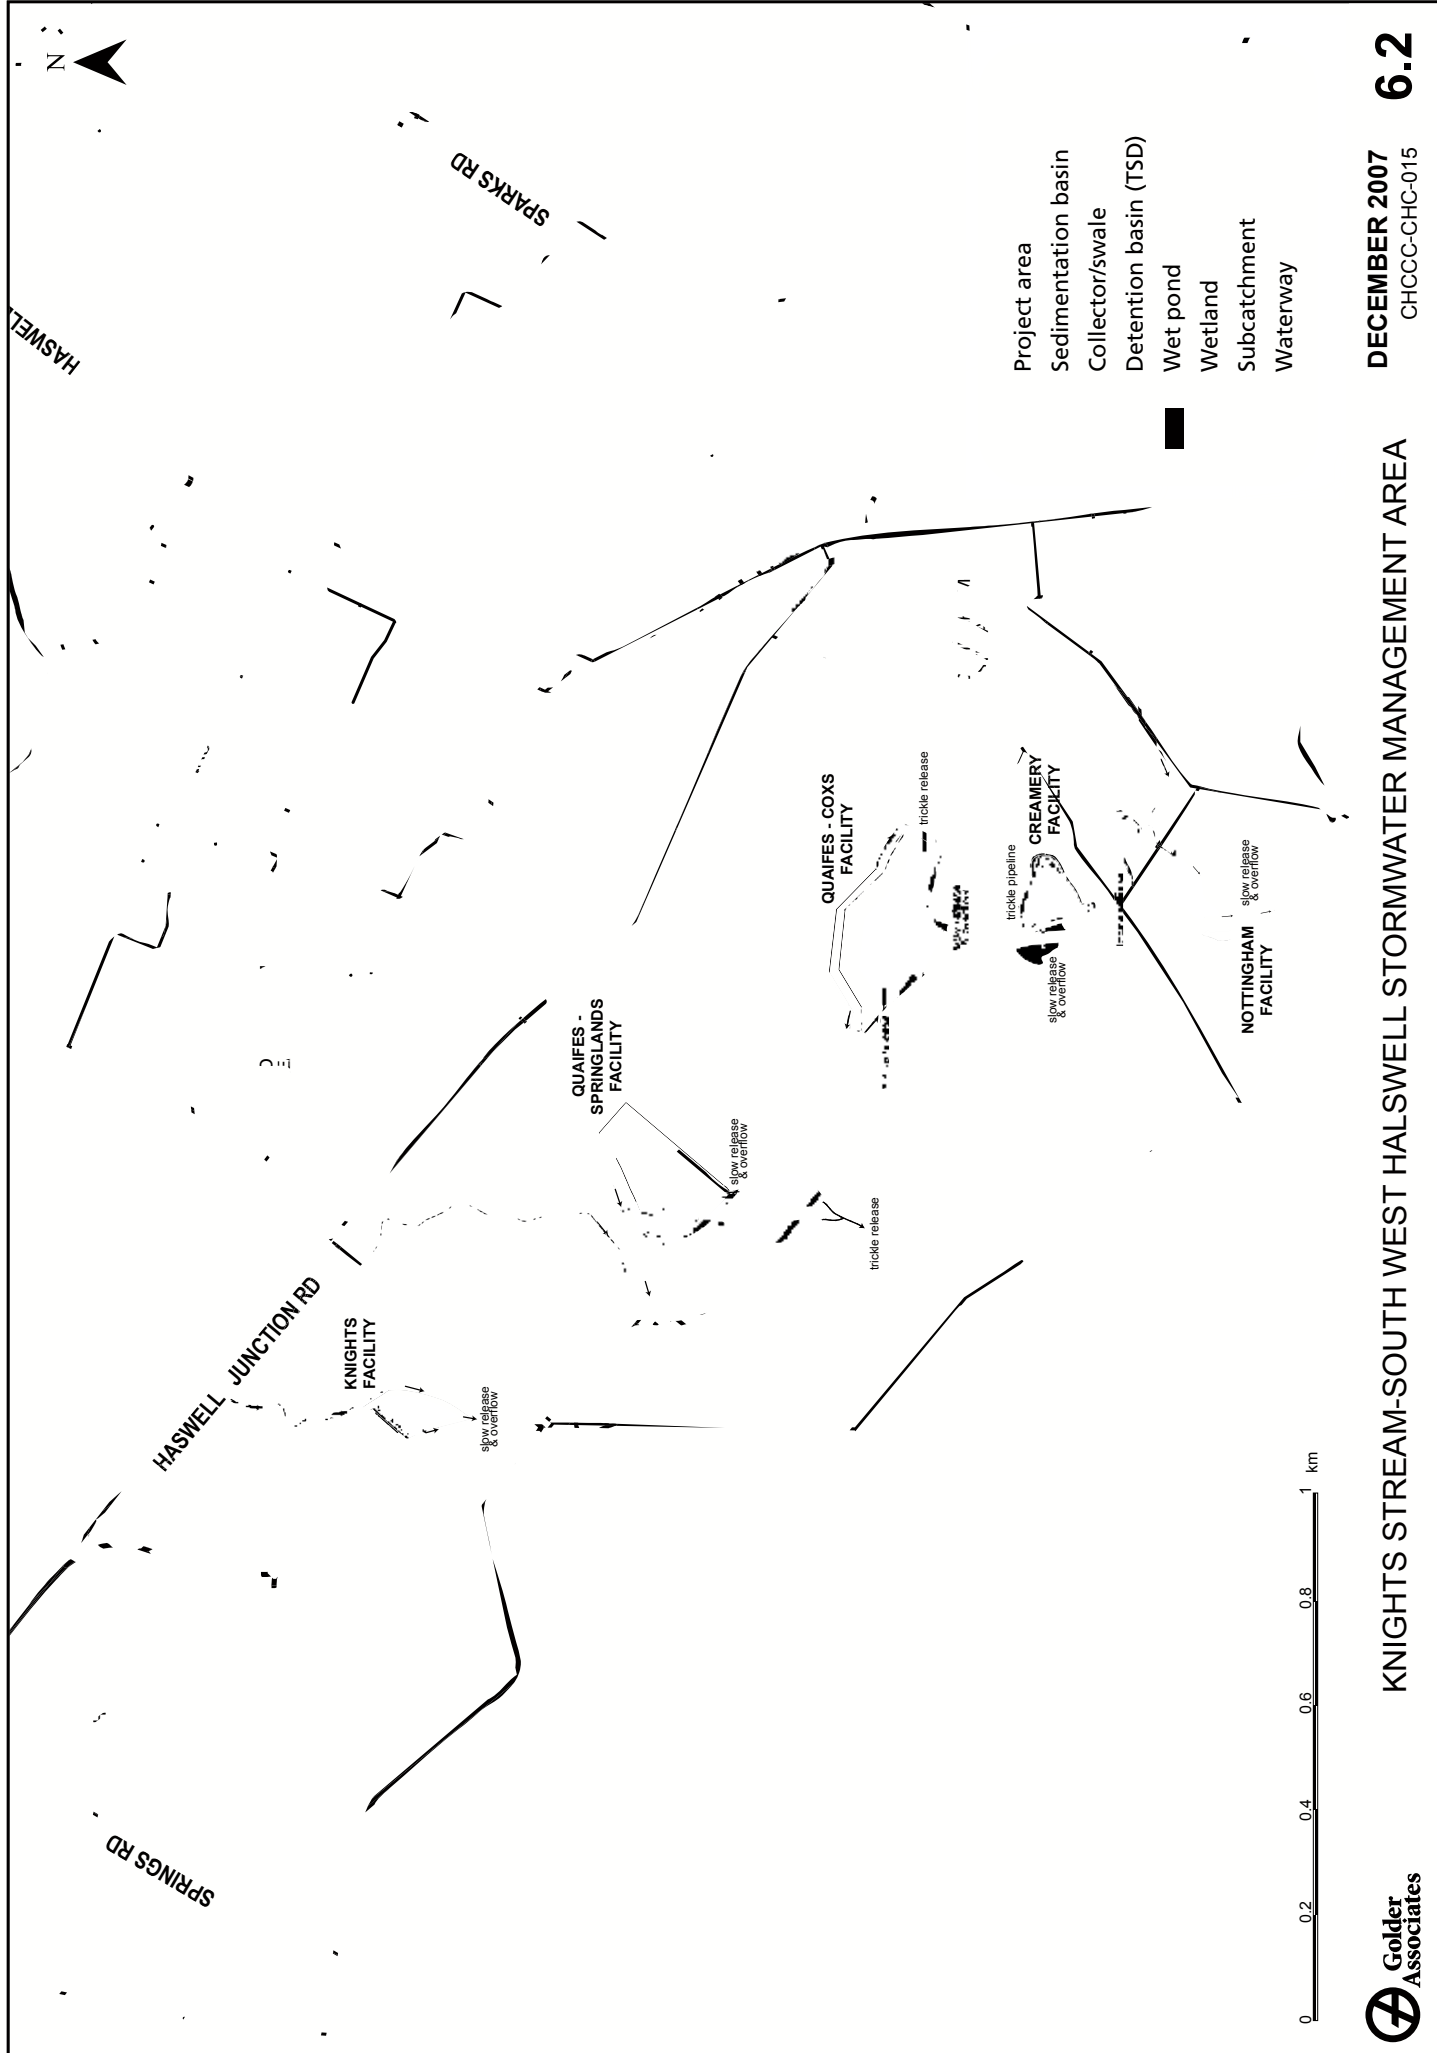 N
HASWEL
SPARKS RD
HASWELL JUNCTION RD
SPRINGS RD
KNIGHTS
FACILITY
slow release
& overflow
QUAIFES -
SPRINGLANDS
FACILITY
slow release
& overflow
trickle release
QUAIFES - COXS
FACILITY
trickle release
trickle pipeline
CREAMERY
FACILITY
slow release
& overflow
NOTTINGHAM
FACILITY
slow release
& overflow
Project area
Sedimentation basin
Collector/swale
Detention basin (TSD)
Wet pond
Wetland
Subcatchment
Waterway
0 0.2 0.4 0.6 0.8 1 km
Golder
Associates
KNIGHTS STREAM-SOUTH WEST HALSWELL STORMWATER MANAGEMENT AREA
DECEMBER 2007
CHCCC-CHC-015
6.2